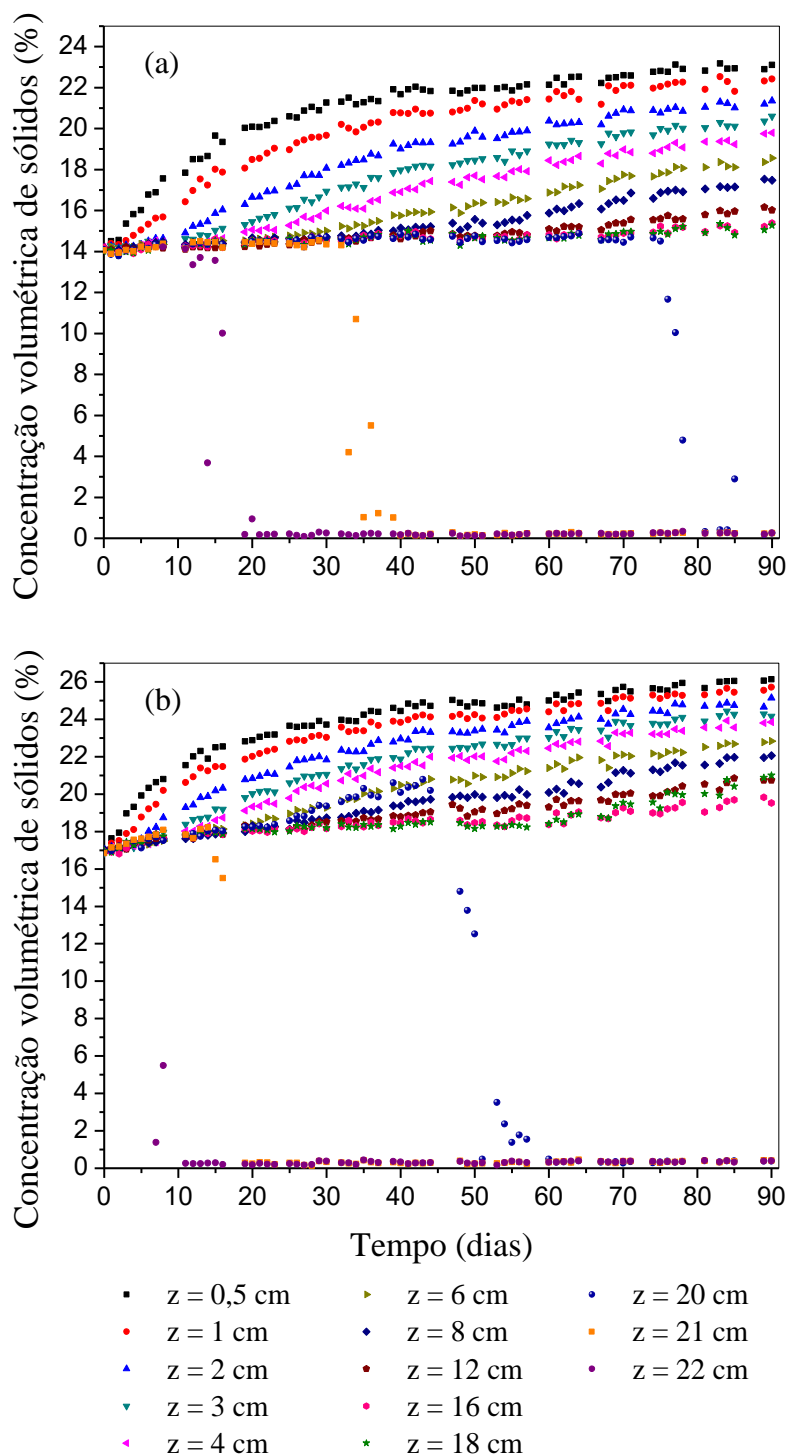 Concentração volumétrica de sólidos (%)
(a)
24
22
20
18
16
14
12
10
8
6
4
2
0
0 10 20 30 40 50 60 70 80 90
Concentração volumétrica de sólidos (%)
(b)
26
24
22
20
18
16
14
12
10
8
6
4
2
0
0 10 20 30 40 50 60 70 80 90
Tempo (dias)
z = 0,5 cm z = 6 cm z = 20 cm
z = 1 cm z = 8 cm z = 21 cm
z = 2 cm z = 12 cm z = 22 cm
z = 3 cm z = 16 cm
z = 4 cm z = 18 cm